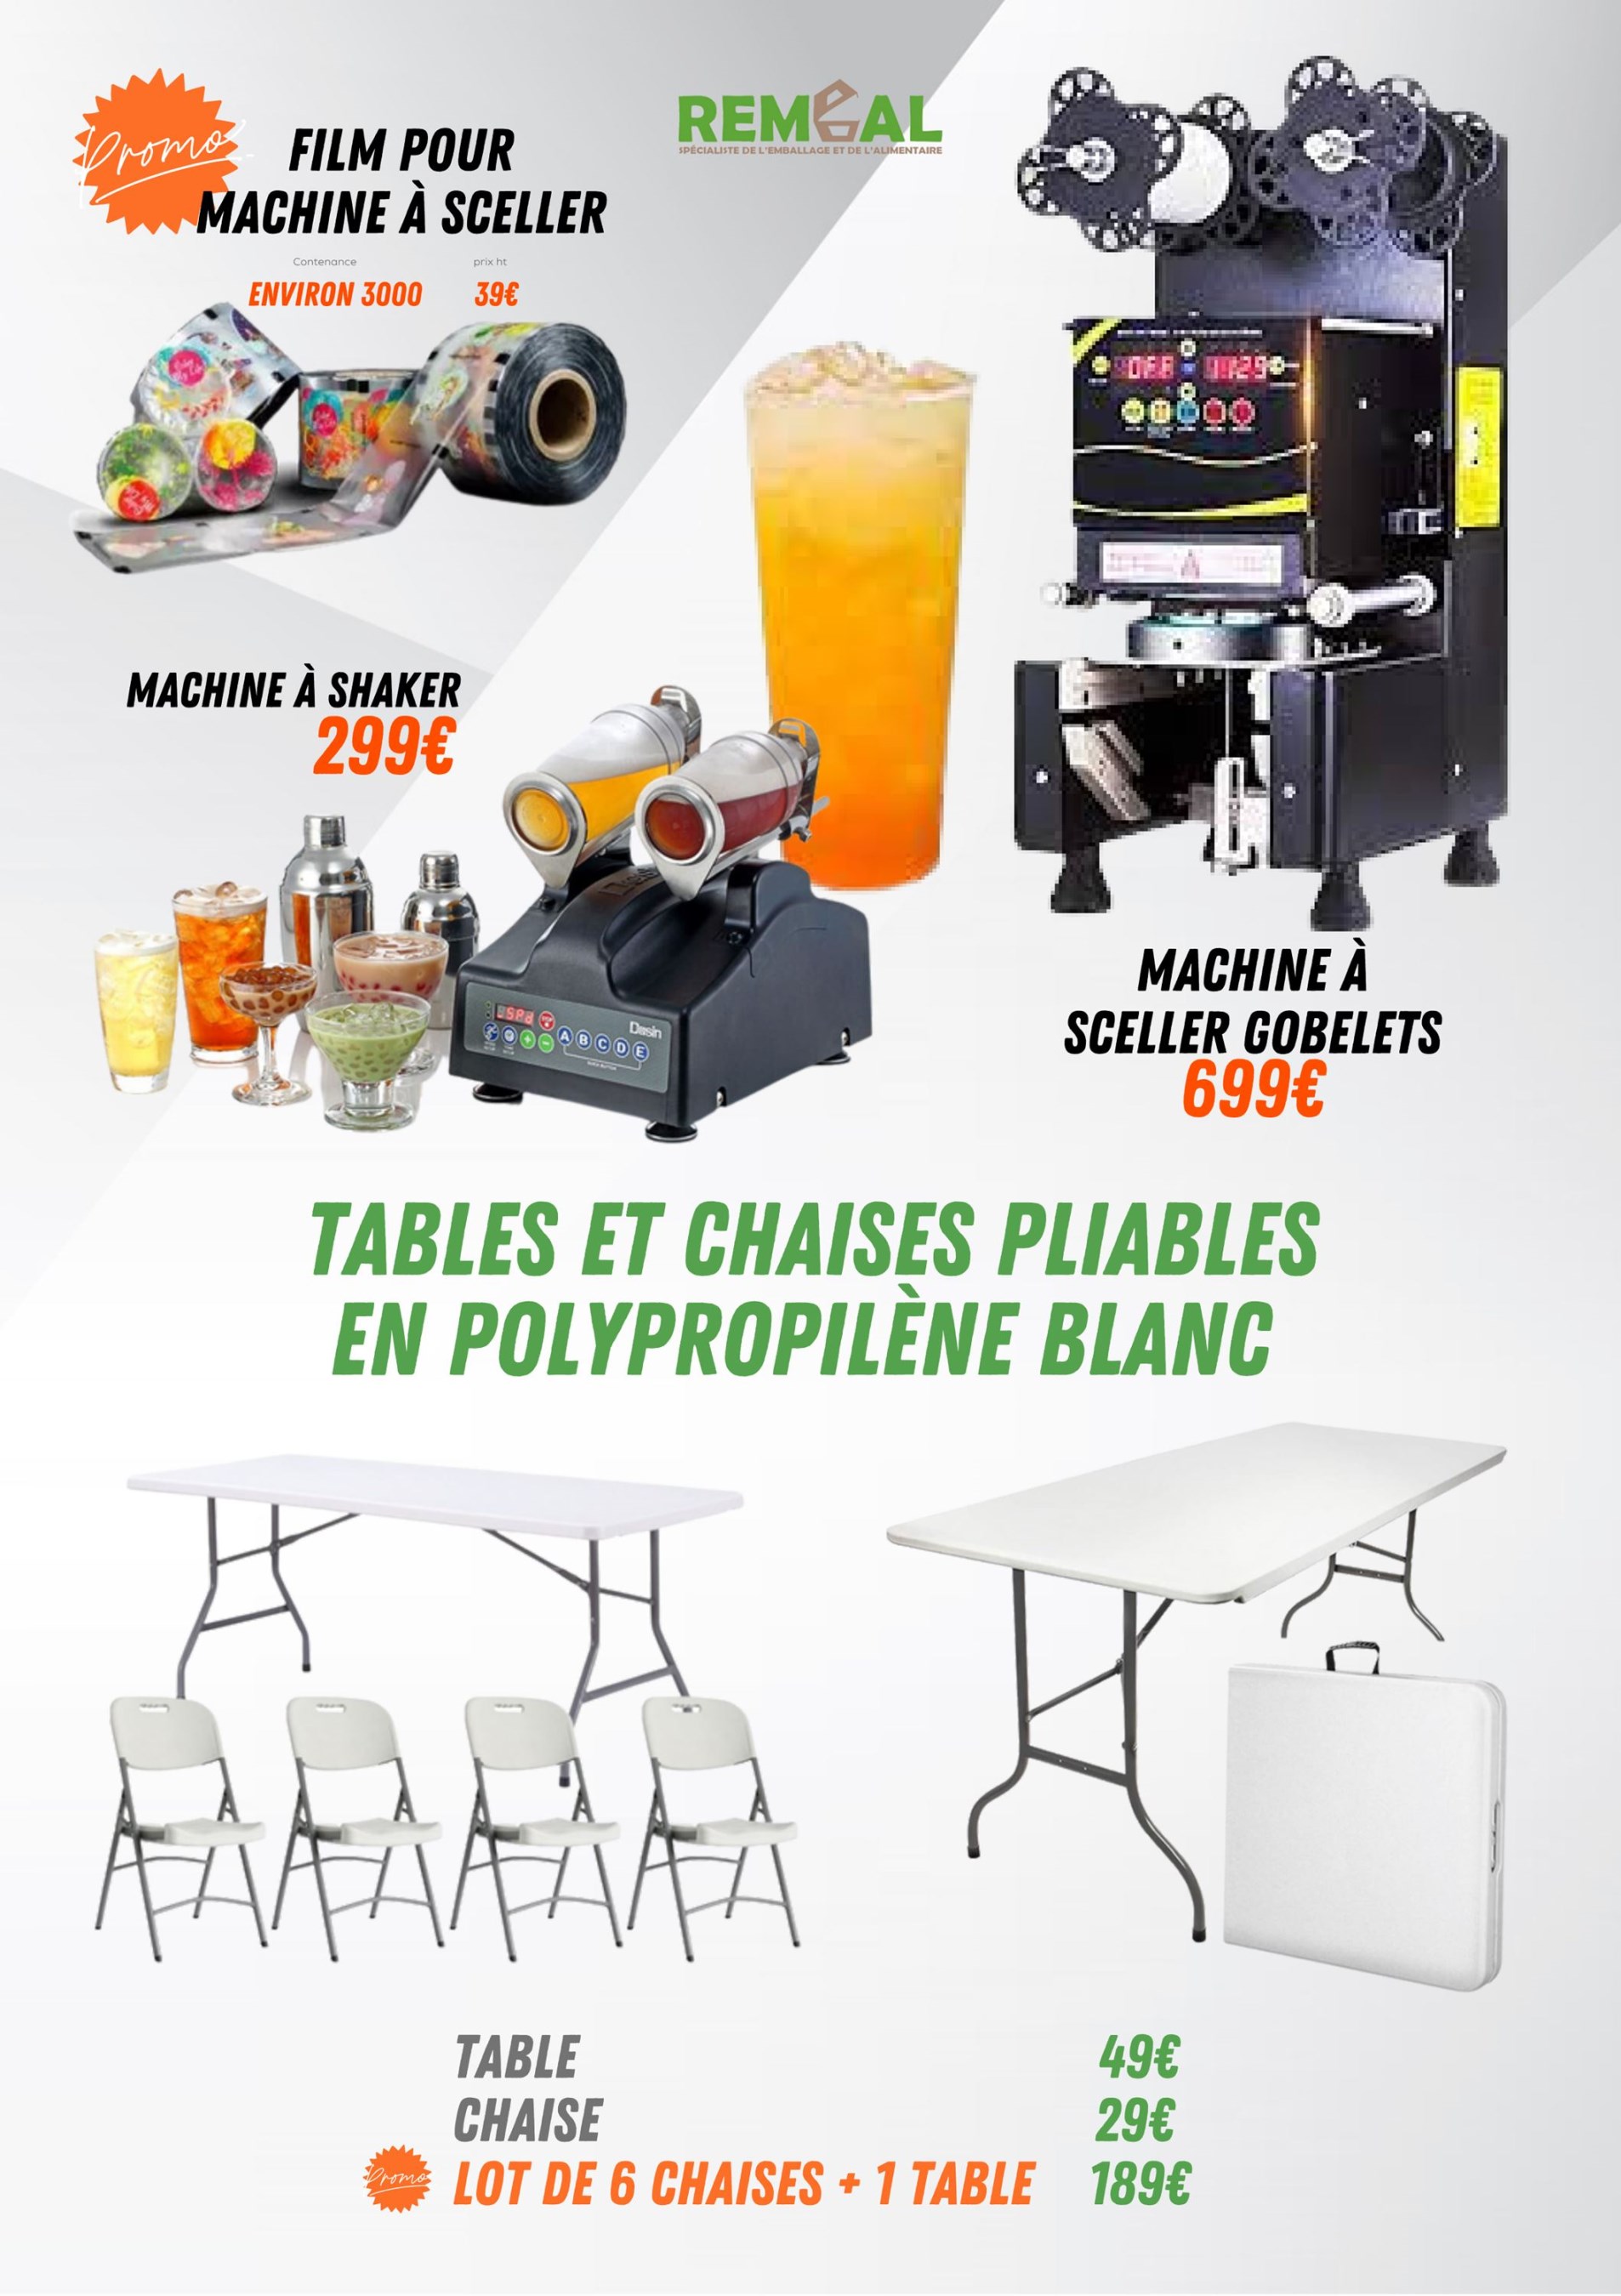 Promo
FILM POUR
MACHINE À SCELLER
Contenance prix ht
ENVIRON 3000 39€
REMEAL
SPÉCIALISTE DE L'EMBALLAGE ET DE L'ALIMENTAIRE
MACHINE À SHAKER
299€
Dasin
A B C D E
MACHINE À
SCELLER GOBELETS
699€
TABLES ET CHAISES PLIABLES
EN POLYPROPILÈNE BLANC
TABLE 49€
CHAISE 29€
Promo LOT DE 6 CHAISES + 1 TABLE 189€